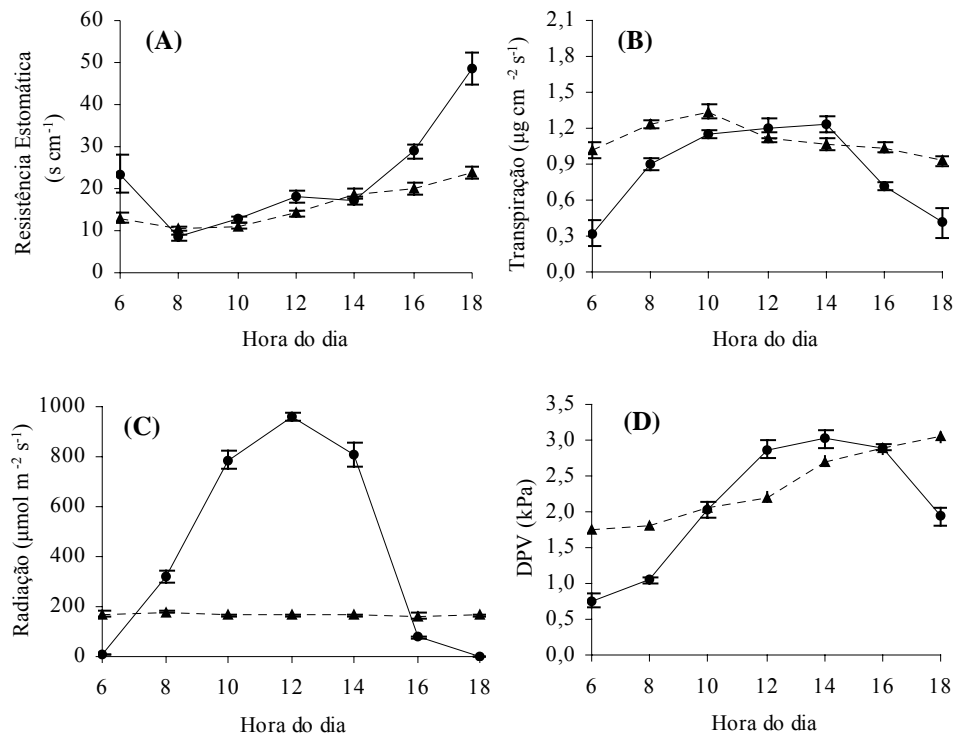 (A)
Resistência Estomática
(s cm⁻¹)
60
50
40
30
20
10
0
6 8 10 12 14 16 18
Hora do dia
(B)
Transpiração (µg cm ⁻² s⁻¹)
2,1
1,8
1,5
1,2
0,9
0,6
0,3
0,0
6 8 10 12 14 16 18
Hora do dia
(C)
Radiação (µmol m⁻² s⁻¹)
1000
800
600
400
200
0
6 8 10 12 14 16 18
Hora do dia
(D)
DPV (kPa)
3,5
3,0
2,5
2,0
1,5
1,0
0,5
0,0
6 8 10 12 14 16 18
Hora do dia